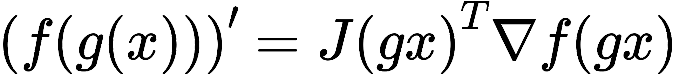 (f(g(x)))′ = J(gx)ᵀ∇f(gx)